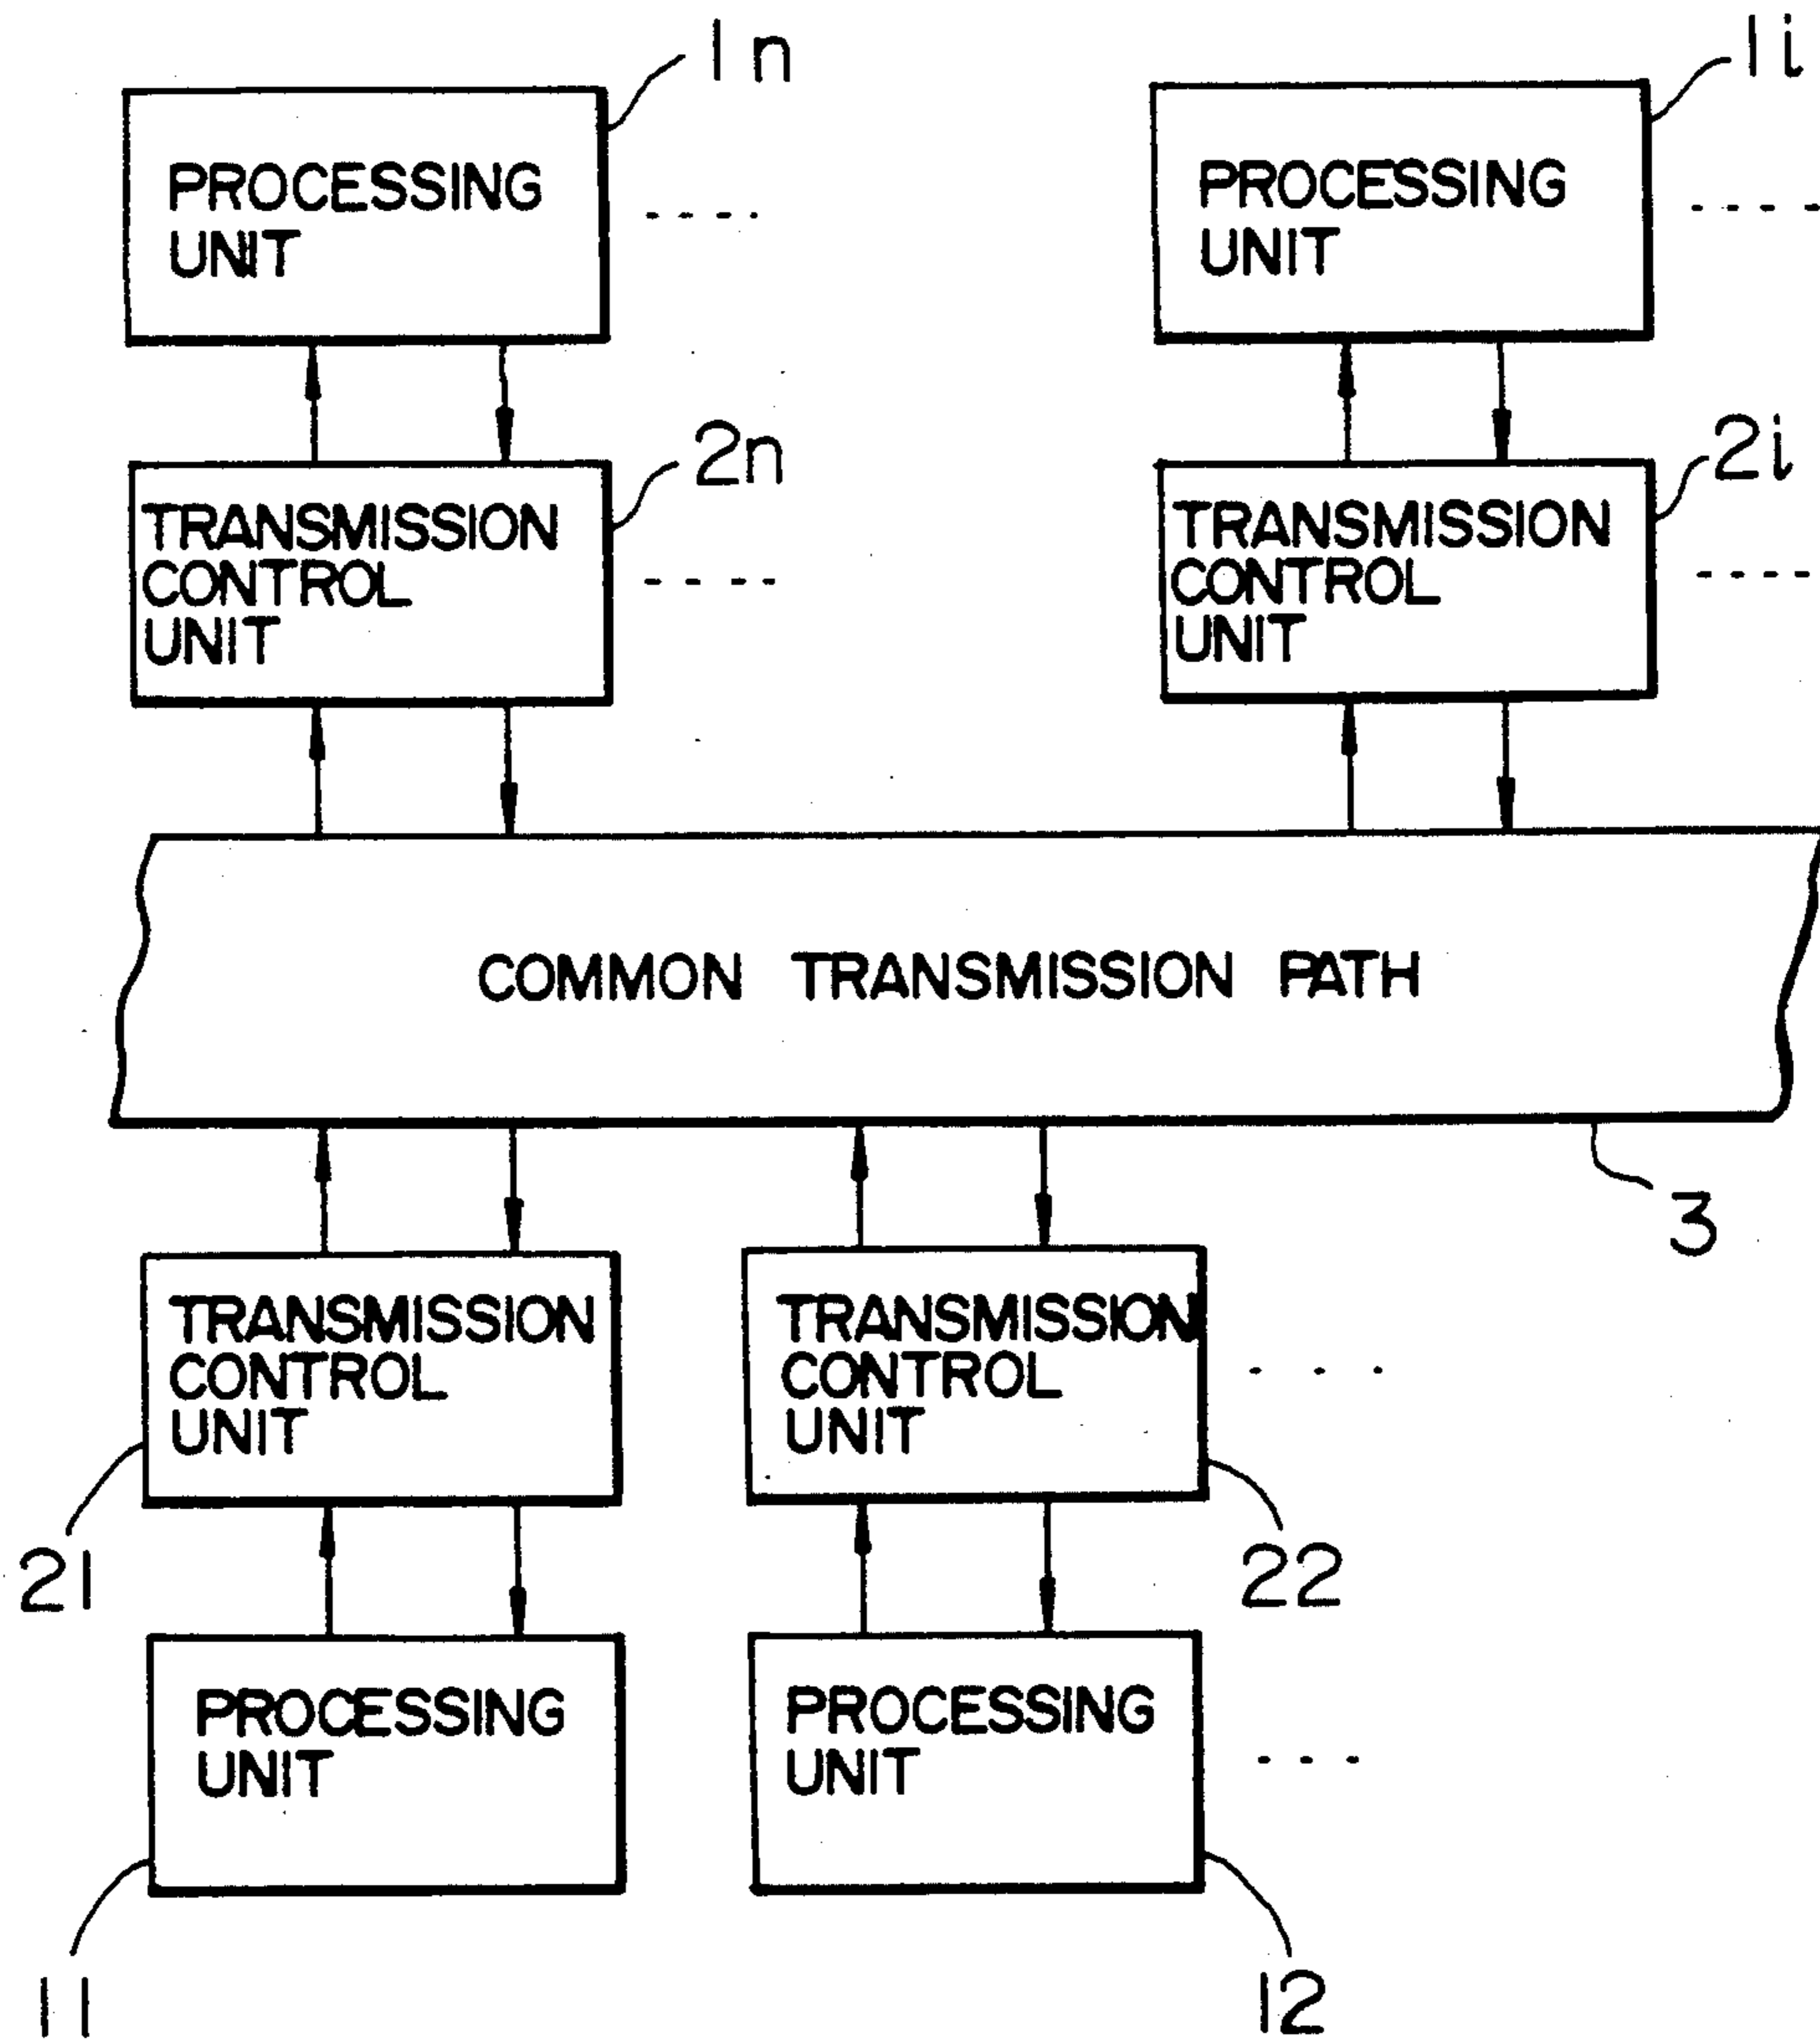 1n
1i
PROCESSING
UNIT
PROCESSING
UNIT
2n
2i
TRANSMISSION
CONTROL
UNIT
TRANSMISSION
CONTROL
UNIT
COMMON TRANSMISSION PATH
3
TRANSMISSION
CONTROL
UNIT
TRANSMISSION
CONTROL
UNIT
21
22
PROCESSING
UNIT
PROCESSING
UNIT
11
12